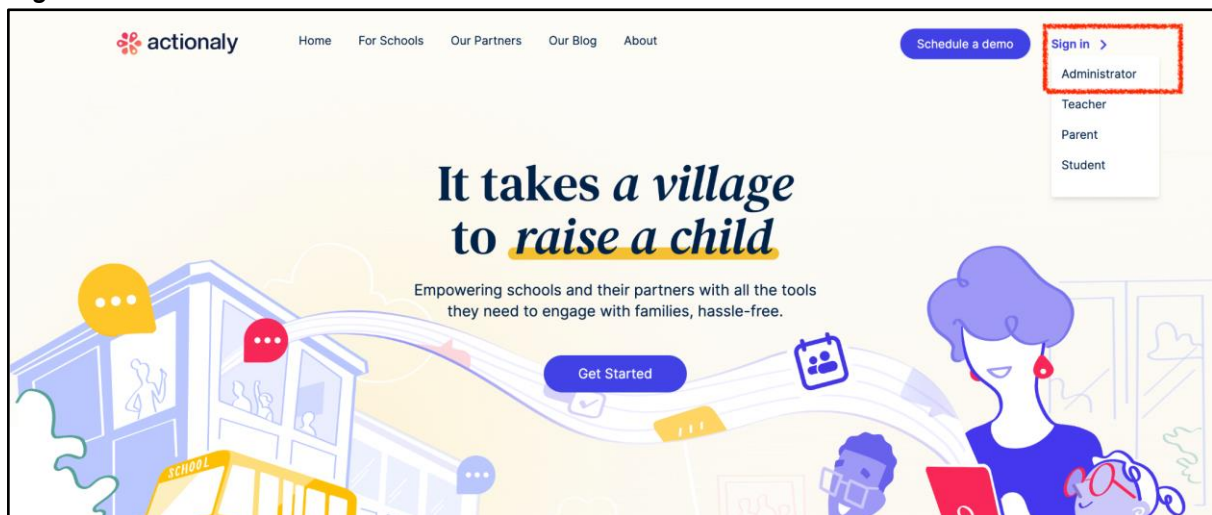 actionaly
Home For Schools Our Partners Our Blog About
Schedule a demo
Sign in
Administrator
Teacher
Parent
Student
It takes a village
to raise a child
Empowering schools and their partners with all the tools
they need to engage with families, hassle-free.
Get Started
SCHOOL